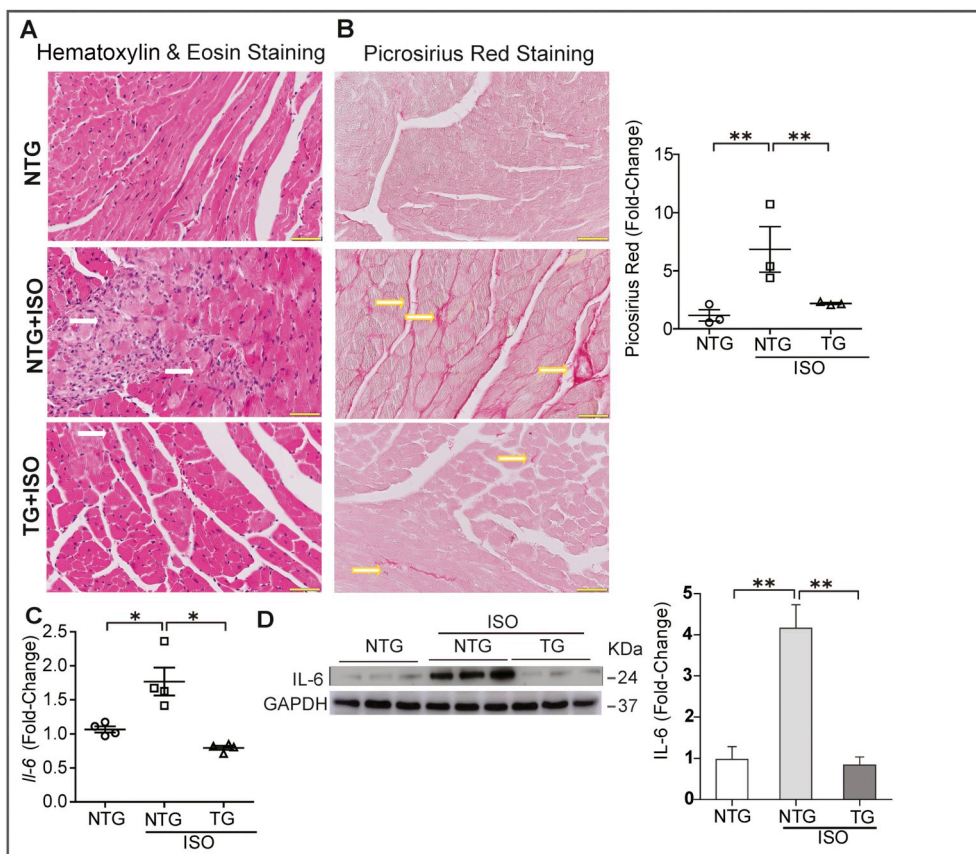 A
Hematoxylin & Eosin Staining
B
Picrosirius Red Staining
NTG
NTG+ISO
TG+ISO
Picosirius Red (Fold-Change)
15
10
5
0
** **
NTG NTG TG
ISO
C
Il-6 (Fold-Change)
2.5
2.0
1.5
1.0
0.5
0.0
* *
NTG NTG TG
ISO
D
ISO
NTG NTG TG KDa
IL-6 –24
GAPDH –37
IL-6 (Fold-Change)
5
4
3
2
1
0
** **
NTG NTG TG
ISO